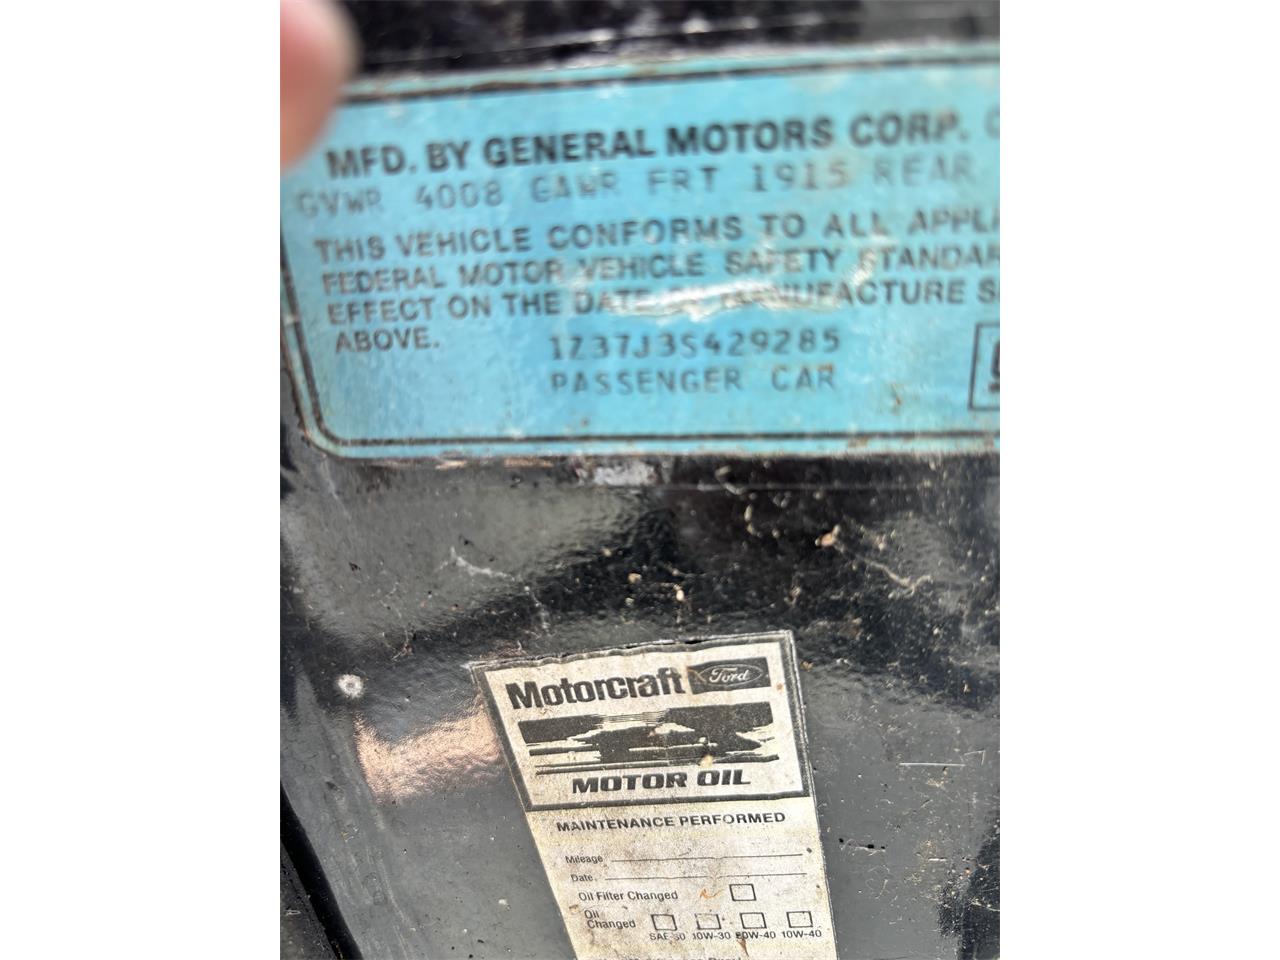 MFD. BY GENERAL MOTORS CORP.
GVWR 4008 GAWR FRT 1915 REAR
THIS VEHICLE CONFORMS TO ALL APPLI
FEDERAL MOTOR VEHICLE SAFETY STANDAR
EFFECT ON THE DATE OF MANUFACTURE S
ABOVE.
1Z37J3S429285
PASSENGER CAR
Motorcraft Ford
MOTOR OIL
MAINTENANCE PERFORMED
Mileage
Date
Oil Filter Changed
Oil
Changed
SAE-30 10W-30 20W-40 10W-40